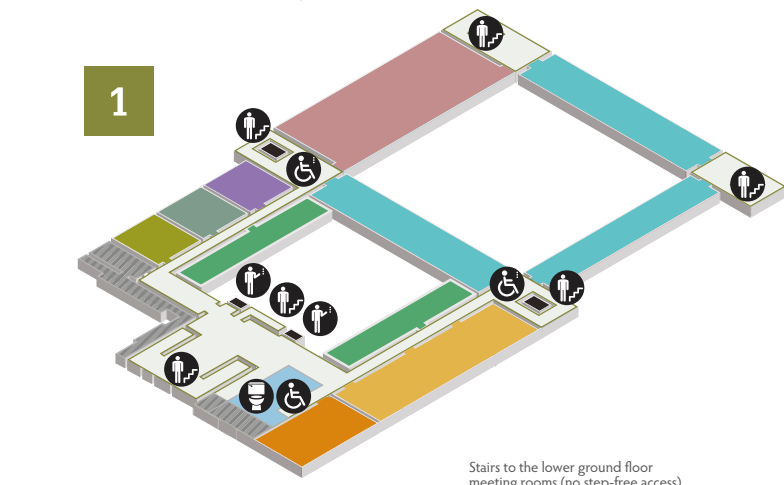 1
Stairs to the lower ground floor
meeting rooms (no step-free access)